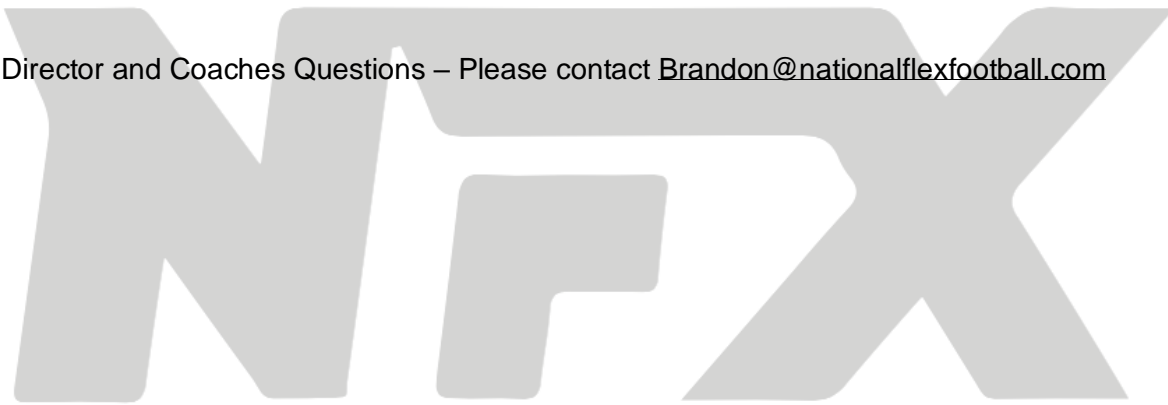 Director and Coaches Questions – Please contact Brandon@nationalflexfootball.com
NFX